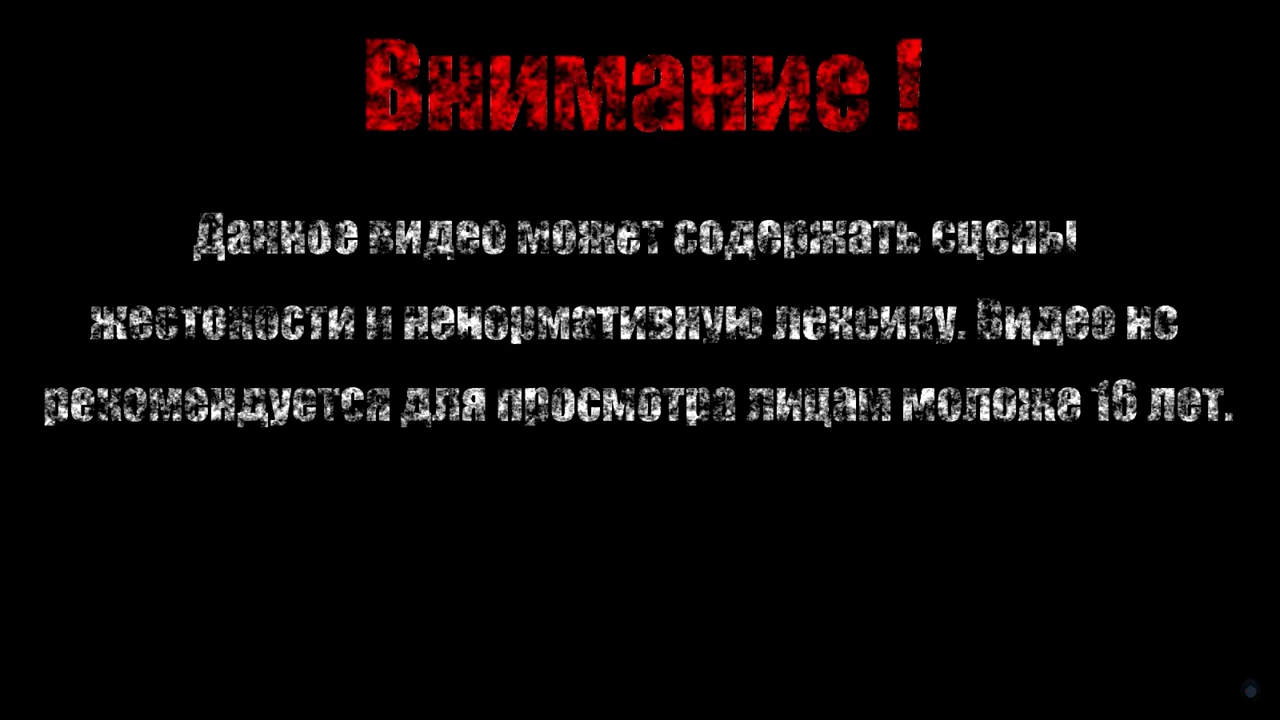 Внимание !
Данное видео может содержать сцены
жестокости и ненормативную лексику. Видео не
рекомендуется для просмотра лицам моложе 16 лет.